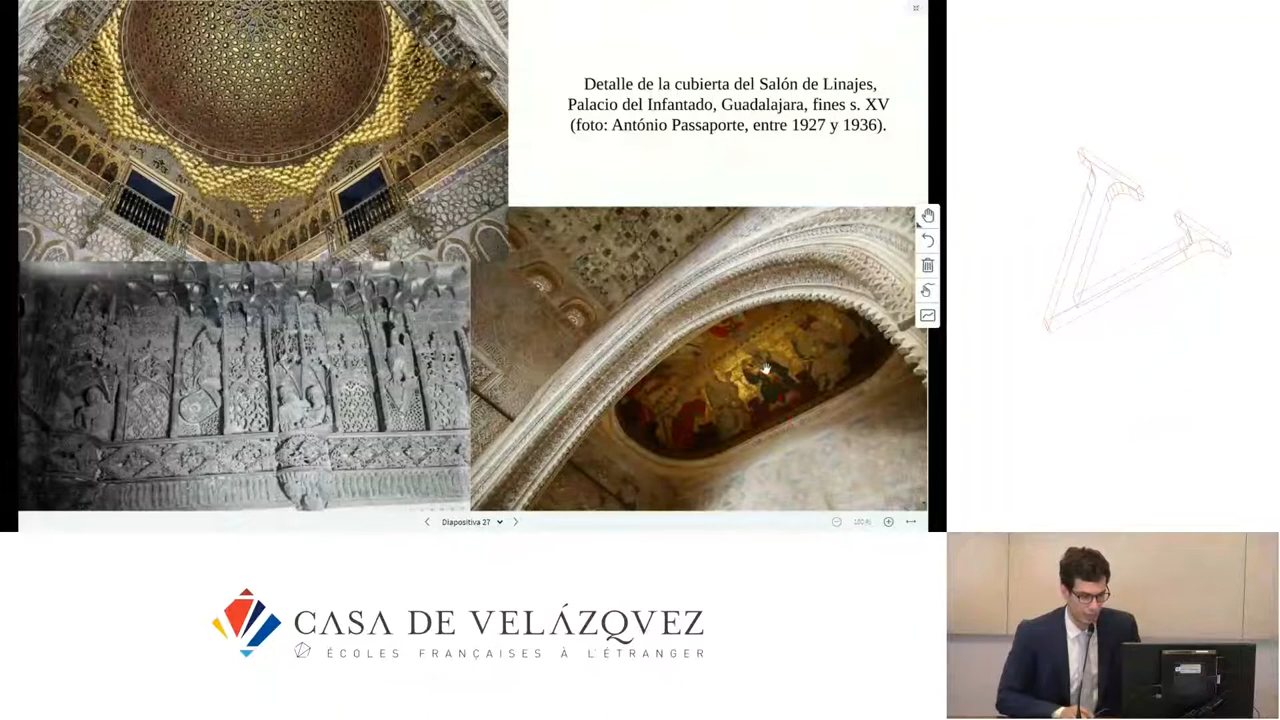 Detalle de la cubierta del Salón de Linajes,
Palacio del Infantado, Guadalajara, fines s. XV
(foto: António Passaporte, entre 1927 y 1936).
Diapositiva 27
CASA DE VELÁZQVEZ
ÉCOLES FRANÇAISES À L'ÉTRANGER